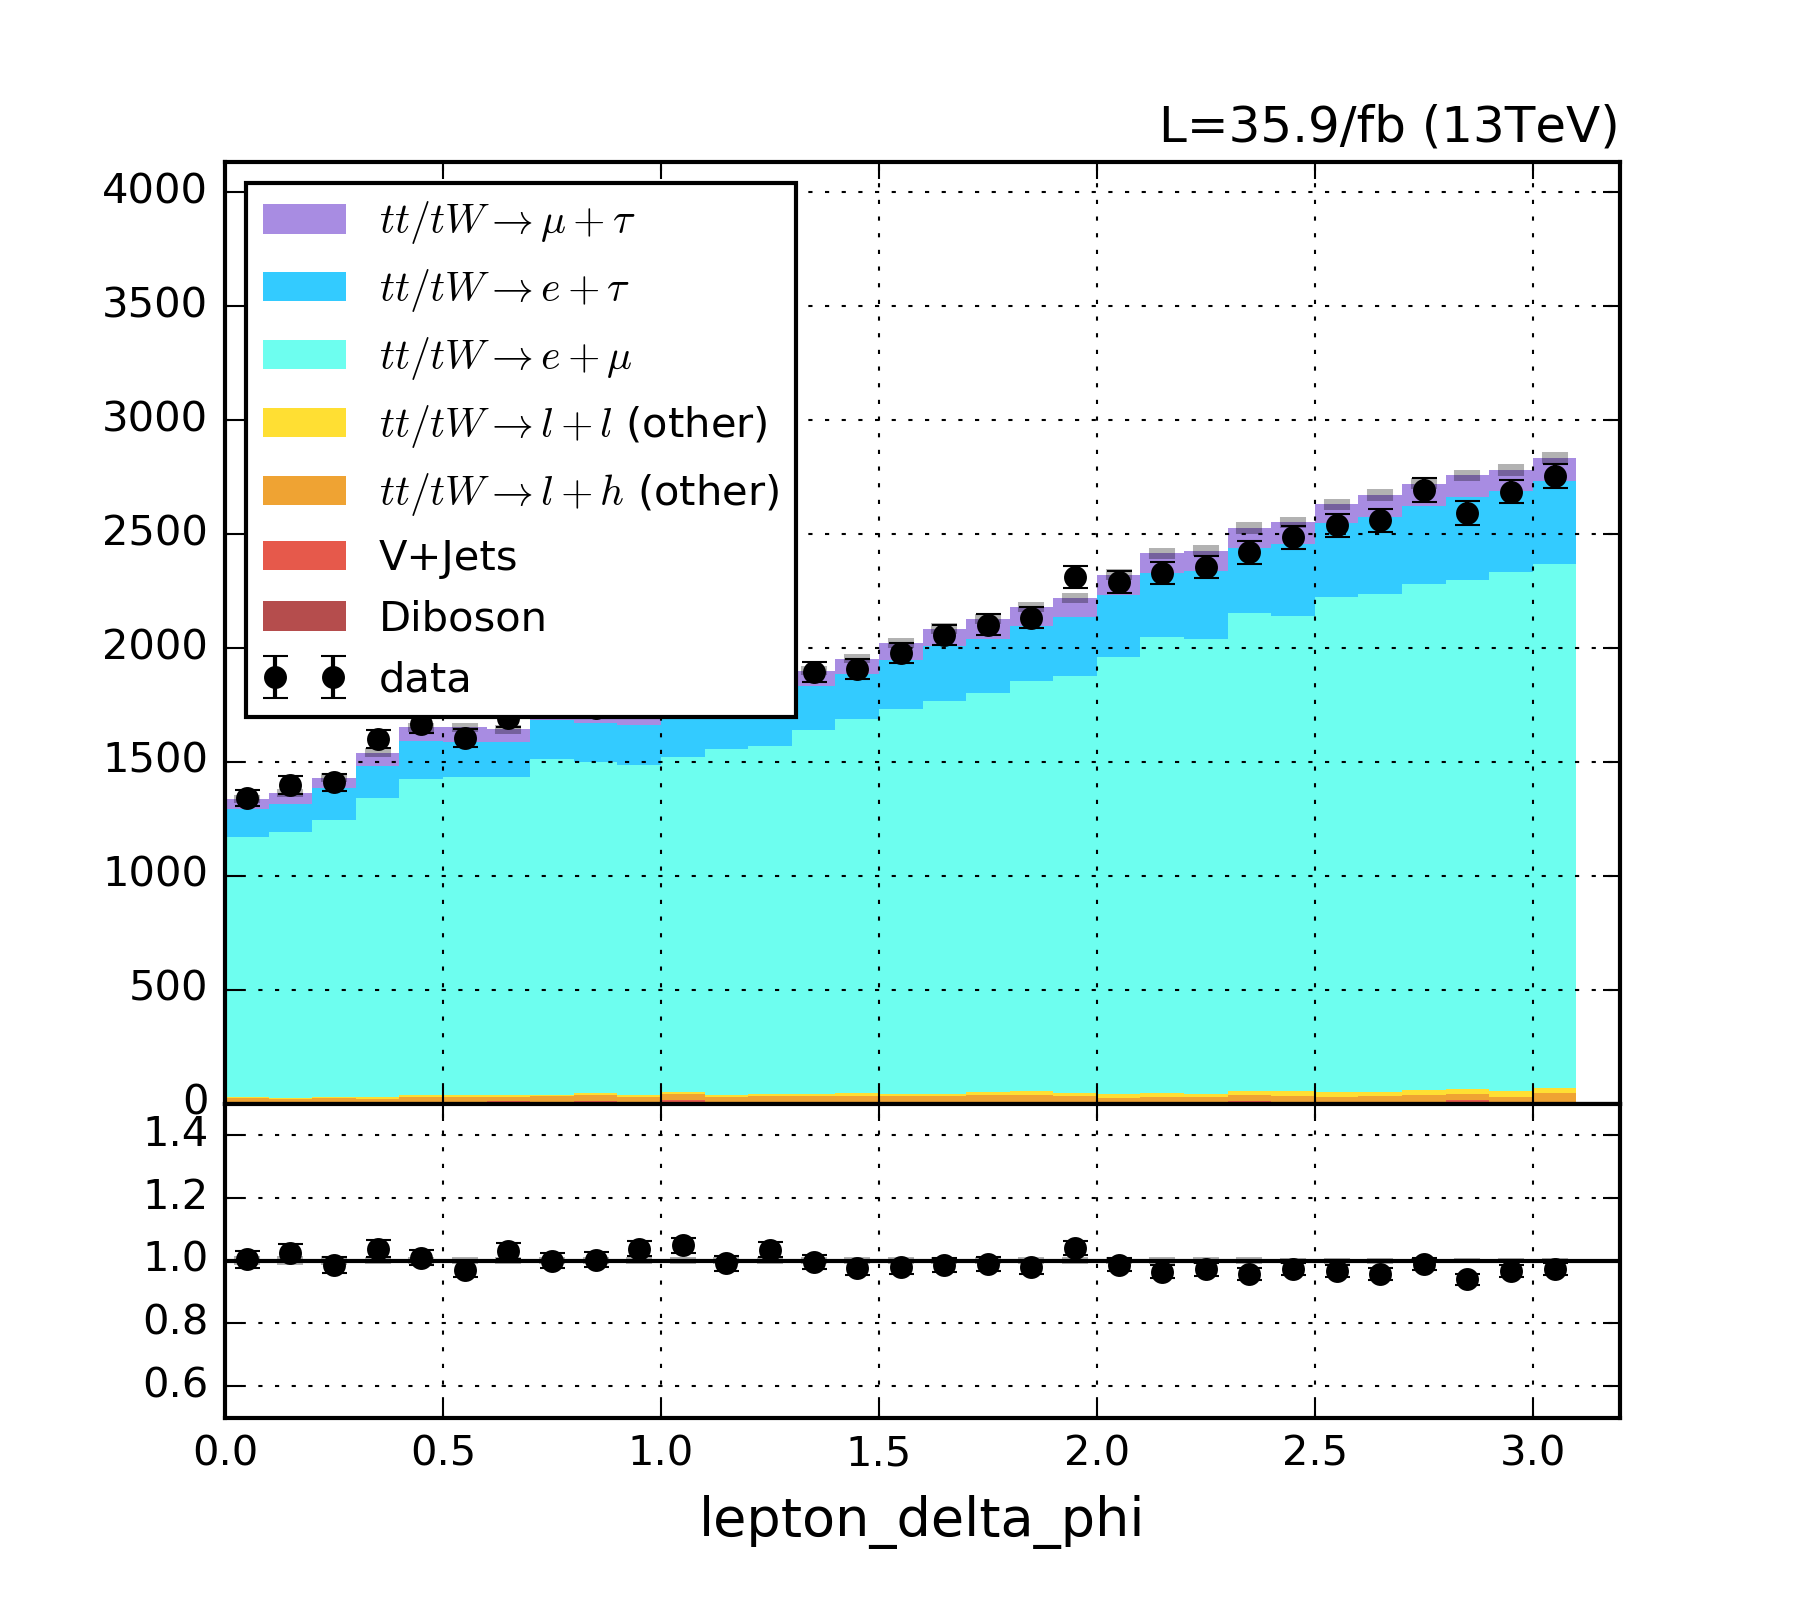 L=35.9/fb (13TeV)
4000
3500
3000
2500
2000
1500
1000
500
0
tt/tW → μ + τ
tt/tW → e + τ
tt/tW → e + μ
tt/tW → l + l (other)
tt/tW → l + h (other)
V+Jets
Diboson
data
1.4
1.2
1.0
0.8
0.6
0.0 0.5 1.0 1.5 2.0 2.5 3.0
lepton_delta_phi